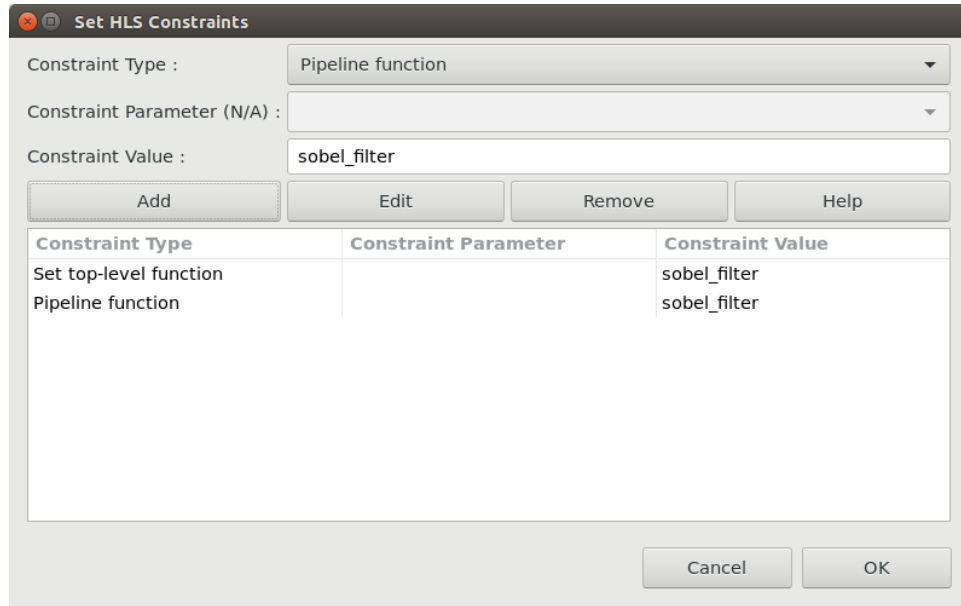 Set HLS Constraints
Constraint Type : Pipeline function
Constraint Parameter (N/A) :
Constraint Value : sobel_filter
Add Edit Remove Help
Constraint Type Constraint Parameter Constraint Value
Set top-level function sobel_filter
Pipeline function sobel_filter
Cancel OK